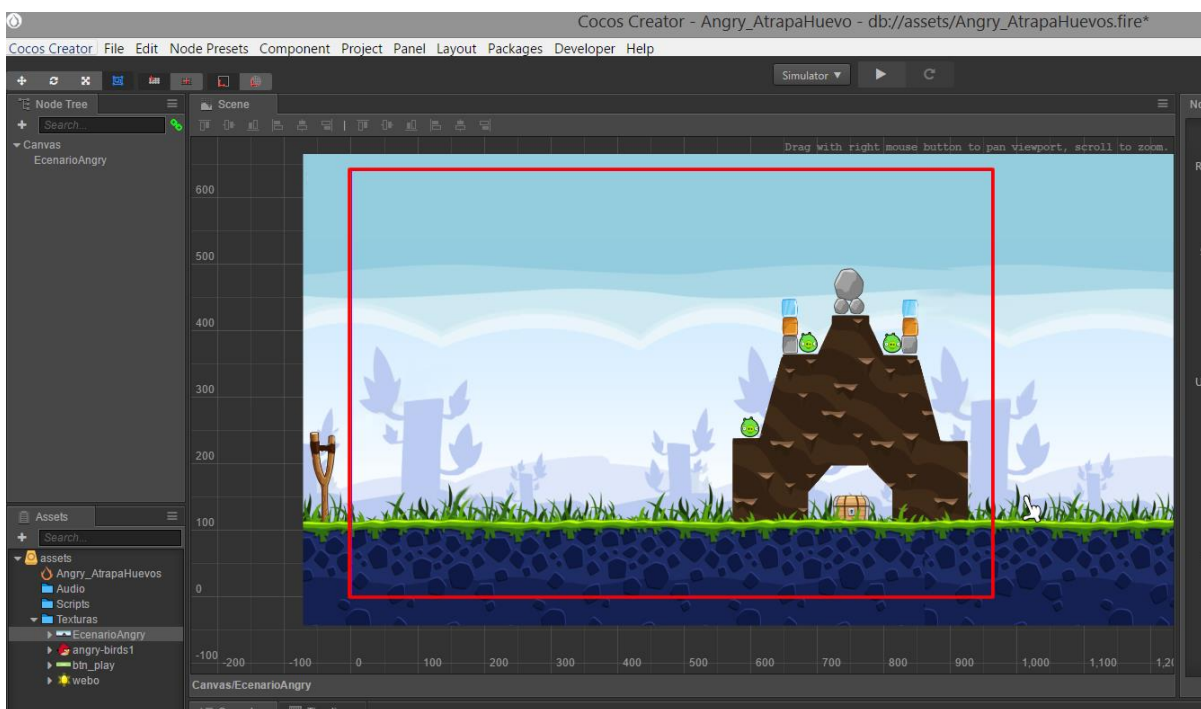 Cocos Creator - Angry_AtrapaHuevo - db://assets/Angry_AtrapaHuevos.fire*
Cocos Creator File Edit Node Presets Component Project Panel Layout Packages Developer Help
Simulator
Node Tree
Scene
No
Search...
Drag with right mouse button to pan viewport, scroll to zoom.
Canvas
EcenarioAngry
R
600
500
400
300
200
100
0
-100
U
-200 -100 0 100 200 300 400 500 600 700 800 900 1,000 1,100 1,20
Canvas/EcenarioAngry
Assets
Search...
assets
Angry_AtrapaHuevos
Audio
Scripts
Texturas
EcenarioAngry
angry-birds1
btn_play
webo